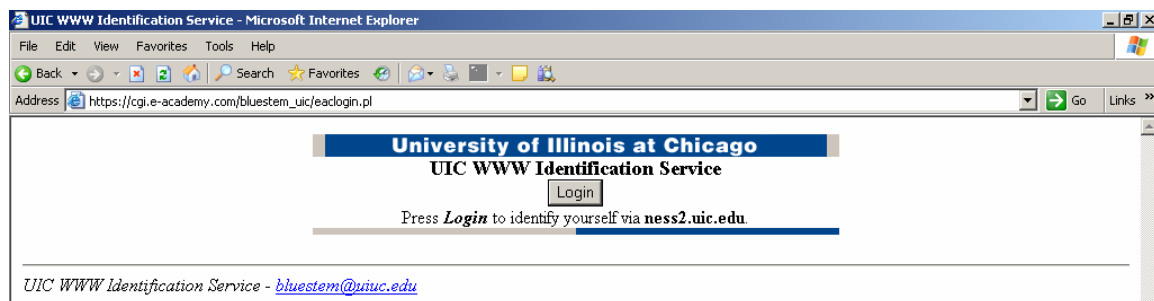 UIC WWW Identification Service - Microsoft Internet Explorer
File Edit View Favorites Tools Help
Back Search Favorites
Address https://cgi.e-academy.com/bluestem_uic/eaclogin.pl Go Links »
University of Illinois at Chicago
UIC WWW Identification Service
Login
Press Login to identify yourself via ness2.uic.edu.
UIC WWW Identification Service - bluestem@uiuc.edu